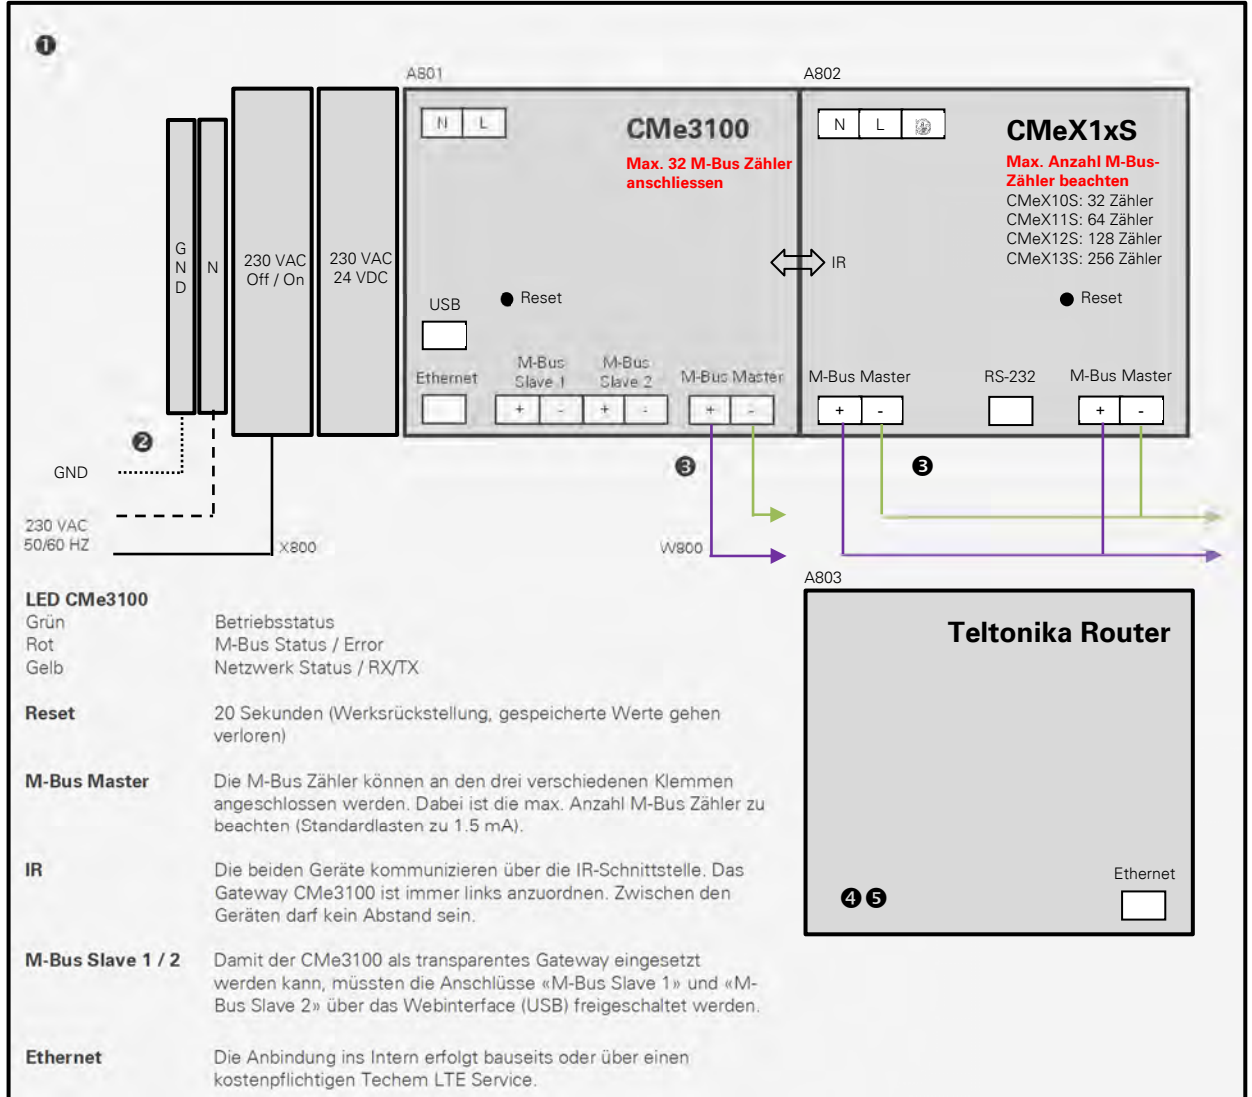 ❶
A801
A802
N L
CMe3100
Max. 32 M-Bus Zähler
anschliessen
N L
CMeX1xS
Max. Anzahl M-Bus-
Zähler beachten
CMeX10S: 32 Zähler
CMeX11S: 64 Zähler
CMeX12S: 128 Zähler
CMeX13S: 256 Zähler
GND
N
230 VAC
Off / On
230 VAC
24 VDC
IR
USB
Reset
Reset
Ethernet
M-Bus
Slave 1
M-Bus
Slave 2
M-Bus Master
M-Bus Master
RS-232
M-Bus Master
+ - + - + -
+ - + -
❷
❸
❸
GND
230 VAC
50/60 HZ
X800
W800
A803
Teltonika Router
❹❺
Ethernet
LED CMe3100
Grün Betriebsstatus
Rot M-Bus Status / Error
Gelb Netzwerk Status / RX/TX
Reset 20 Sekunden (Werksrückstellung, gespeicherte Werte gehen
verloren)
M-Bus Master Die M-Bus Zähler können an den drei verschiedenen Klemmen
angeschlossen werden. Dabei ist die max. Anzahl M-Bus Zähler zu
beachten (Standardlasten zu 1.5 mA).
IR Die beiden Geräte kommunizieren über die IR-Schnittstelle. Das
Gateway CMe3100 ist immer links anzuordnen. Zwischen den
Geräten darf kein Abstand sein.
M-Bus Slave 1 / 2 Damit der CMe3100 als transparentes Gateway eingesetzt
werden kann, müssten die Anschlüsse «M-Bus Slave 1» und «M-
Bus Slave 2» über das Webinterface (USB) freigeschaltet werden.
Ethernet Die Anbindung ins Intern erfolgt bauseits oder über einen
kostenpflichtigen Techem LTE Service.